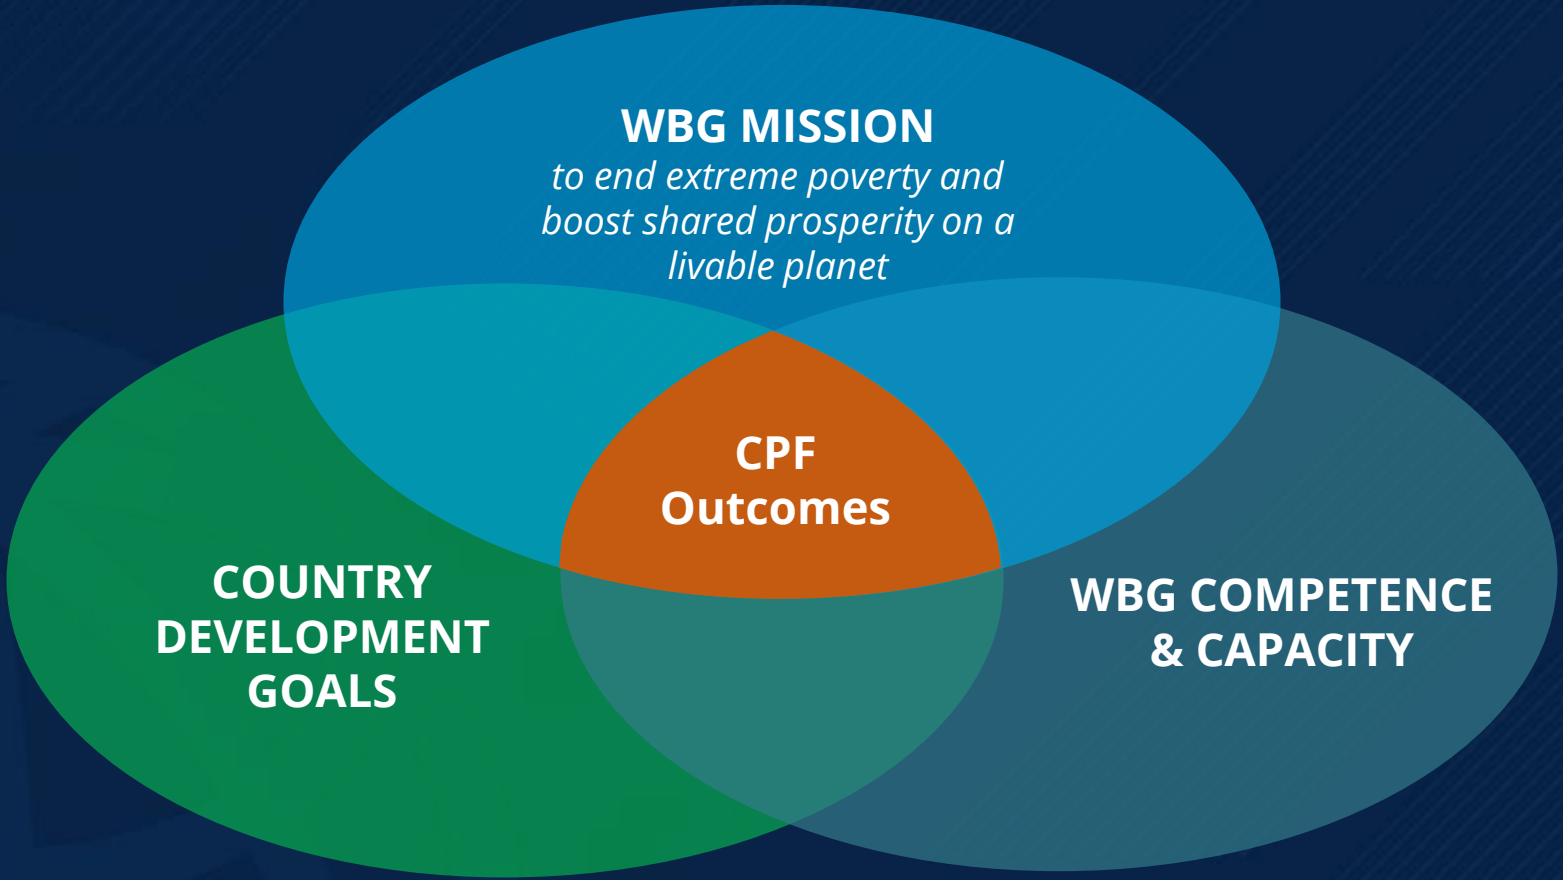 WBG MISSION
to end extreme poverty and
boost shared prosperity on a
livable planet
CPF
Outcomes
COUNTRY
DEVELOPMENT
GOALS
WBG COMPETENCE
& CAPACITY